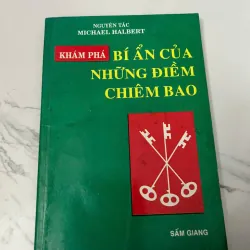 NGUYÊN TÁC
MICHAEL HALBERT
KHÁM PHÁ BÍ ẨN CỦA
NHỮNG ĐIỀM
CHIÊM BAO
SẤM GIANG